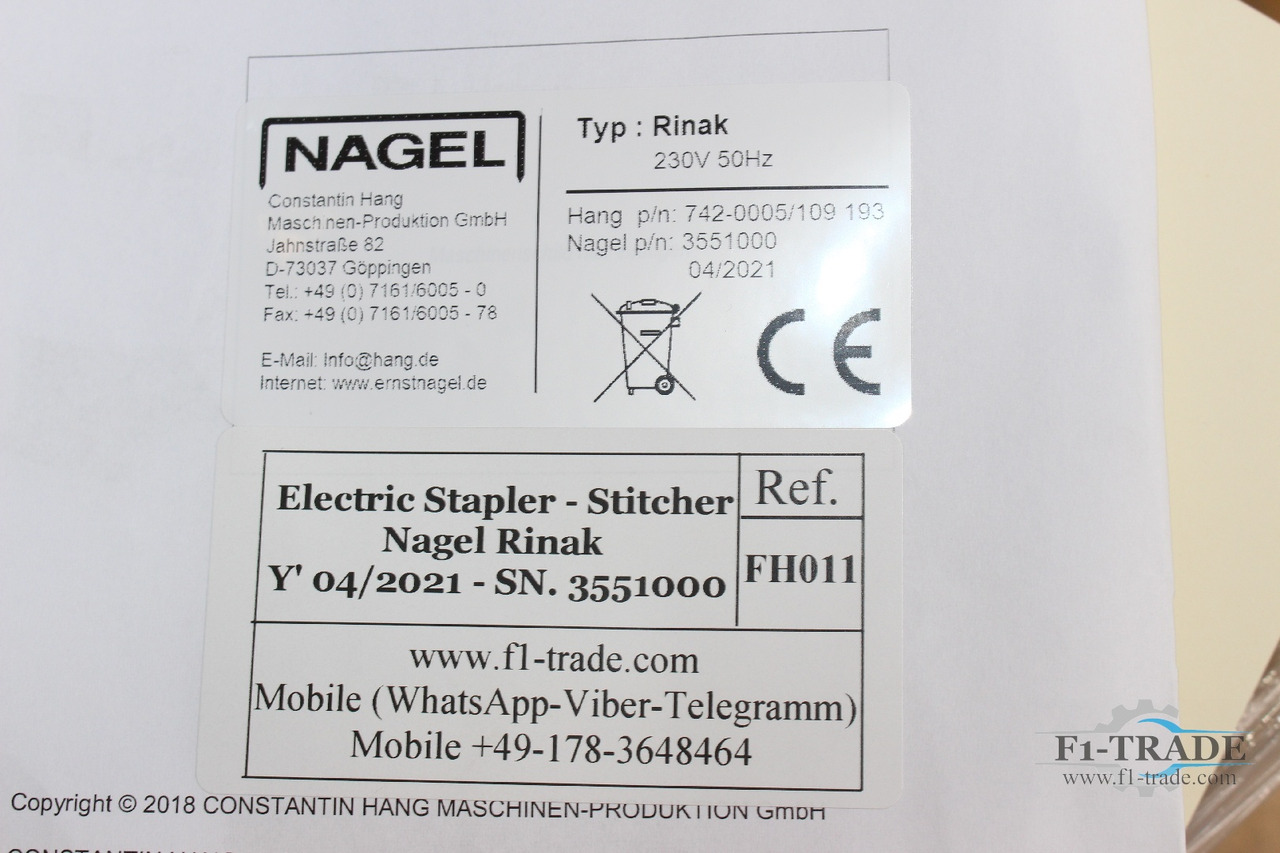 NAGEL
Constantin Hang
Maschinen-Produktion GmbH
Jahnstraße 82
D-73037 Göppingen
Tel.: +49 (0) 7161/6005 - 0
Fax: +49 (0) 7161/6005 - 78
E-Mail: Info@hang.de
Internet: www.ernstnagel.de
Typ : Rinak
230V 50Hz
Hang p/n: 742-0005/109 193
Nagel p/n: 3551000
04/2021
CE
Electric Stapler - Stitcher
Nagel Rinak
Y' 04/2021 - SN. 3551000
Ref.
FH011
www.f1-trade.com
Mobile (WhatsApp-Viber-Telegramm)
Mobile +49-178-3648464
Copyright © 2018 CONSTANTIN HANG MASCHINEN-PRODUKTION GmbH
F1-TRADE
www.f1-trade.com